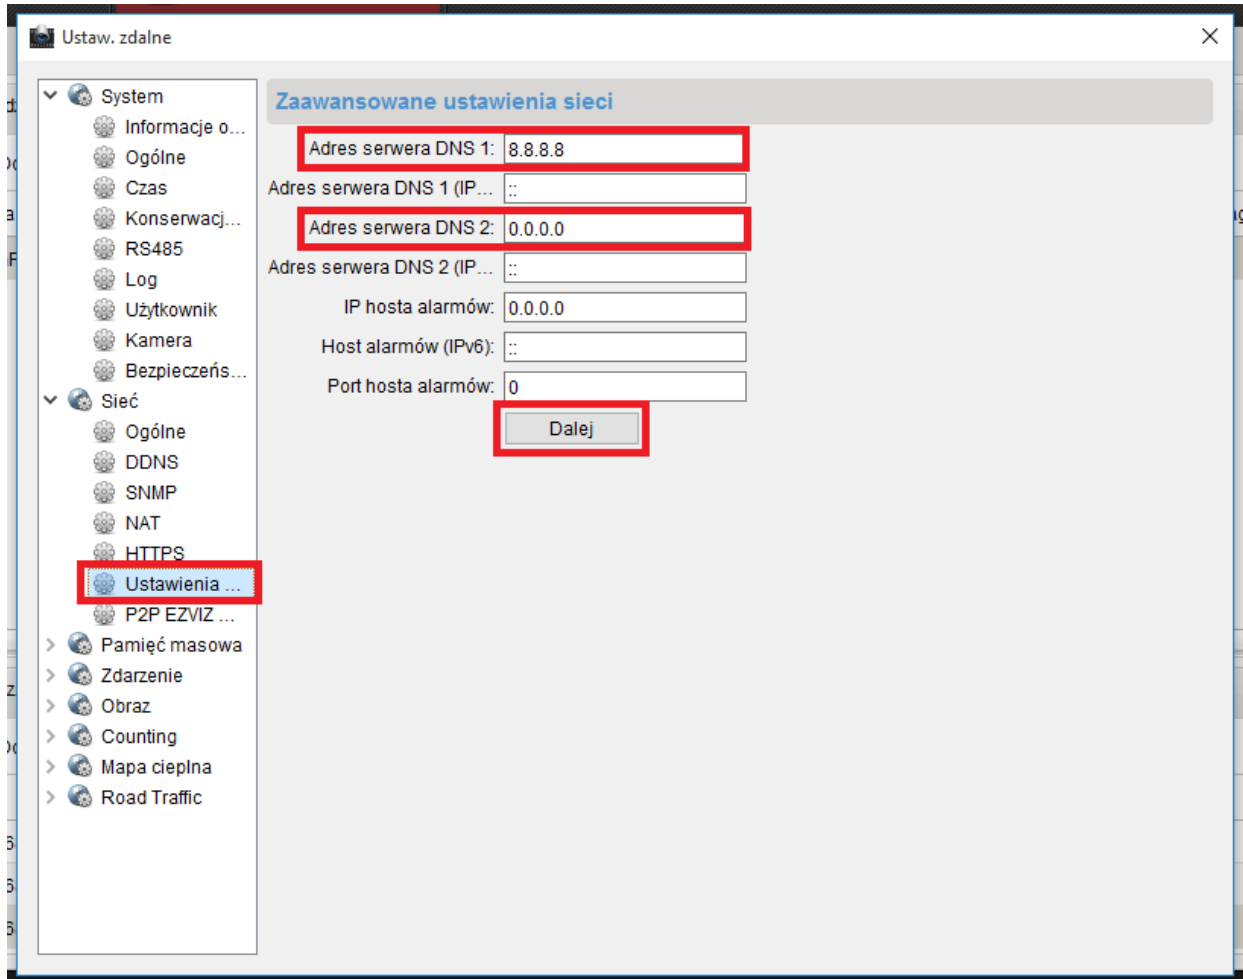 Ustaw. zdalne
System
Informacje o...
Ogólne
Czas
Konserwacj...
RS485
Log
Użytkownik
Kamera
Bezpieczeńs...
Sieć
Ogólne
DDNS
SNMP
NAT
HTTPS
Ustawienia ...
P2P EZVIZ ...
Pamięć masowa
Zdarzenie
Obraz
Counting
Mapa cieplna
Road Traffic
Zaawansowane ustawienia sieci
Adres serwera DNS 1: 8.8.8.8
Adres serwera DNS 1 (IP... ::
Adres serwera DNS 2: 0.0.0.0
Adres serwera DNS 2 (IP... ::
IP hosta alarmów: 0.0.0.0
Host alarmów (IPv6): ::
Port hosta alarmów: 0
Dalej